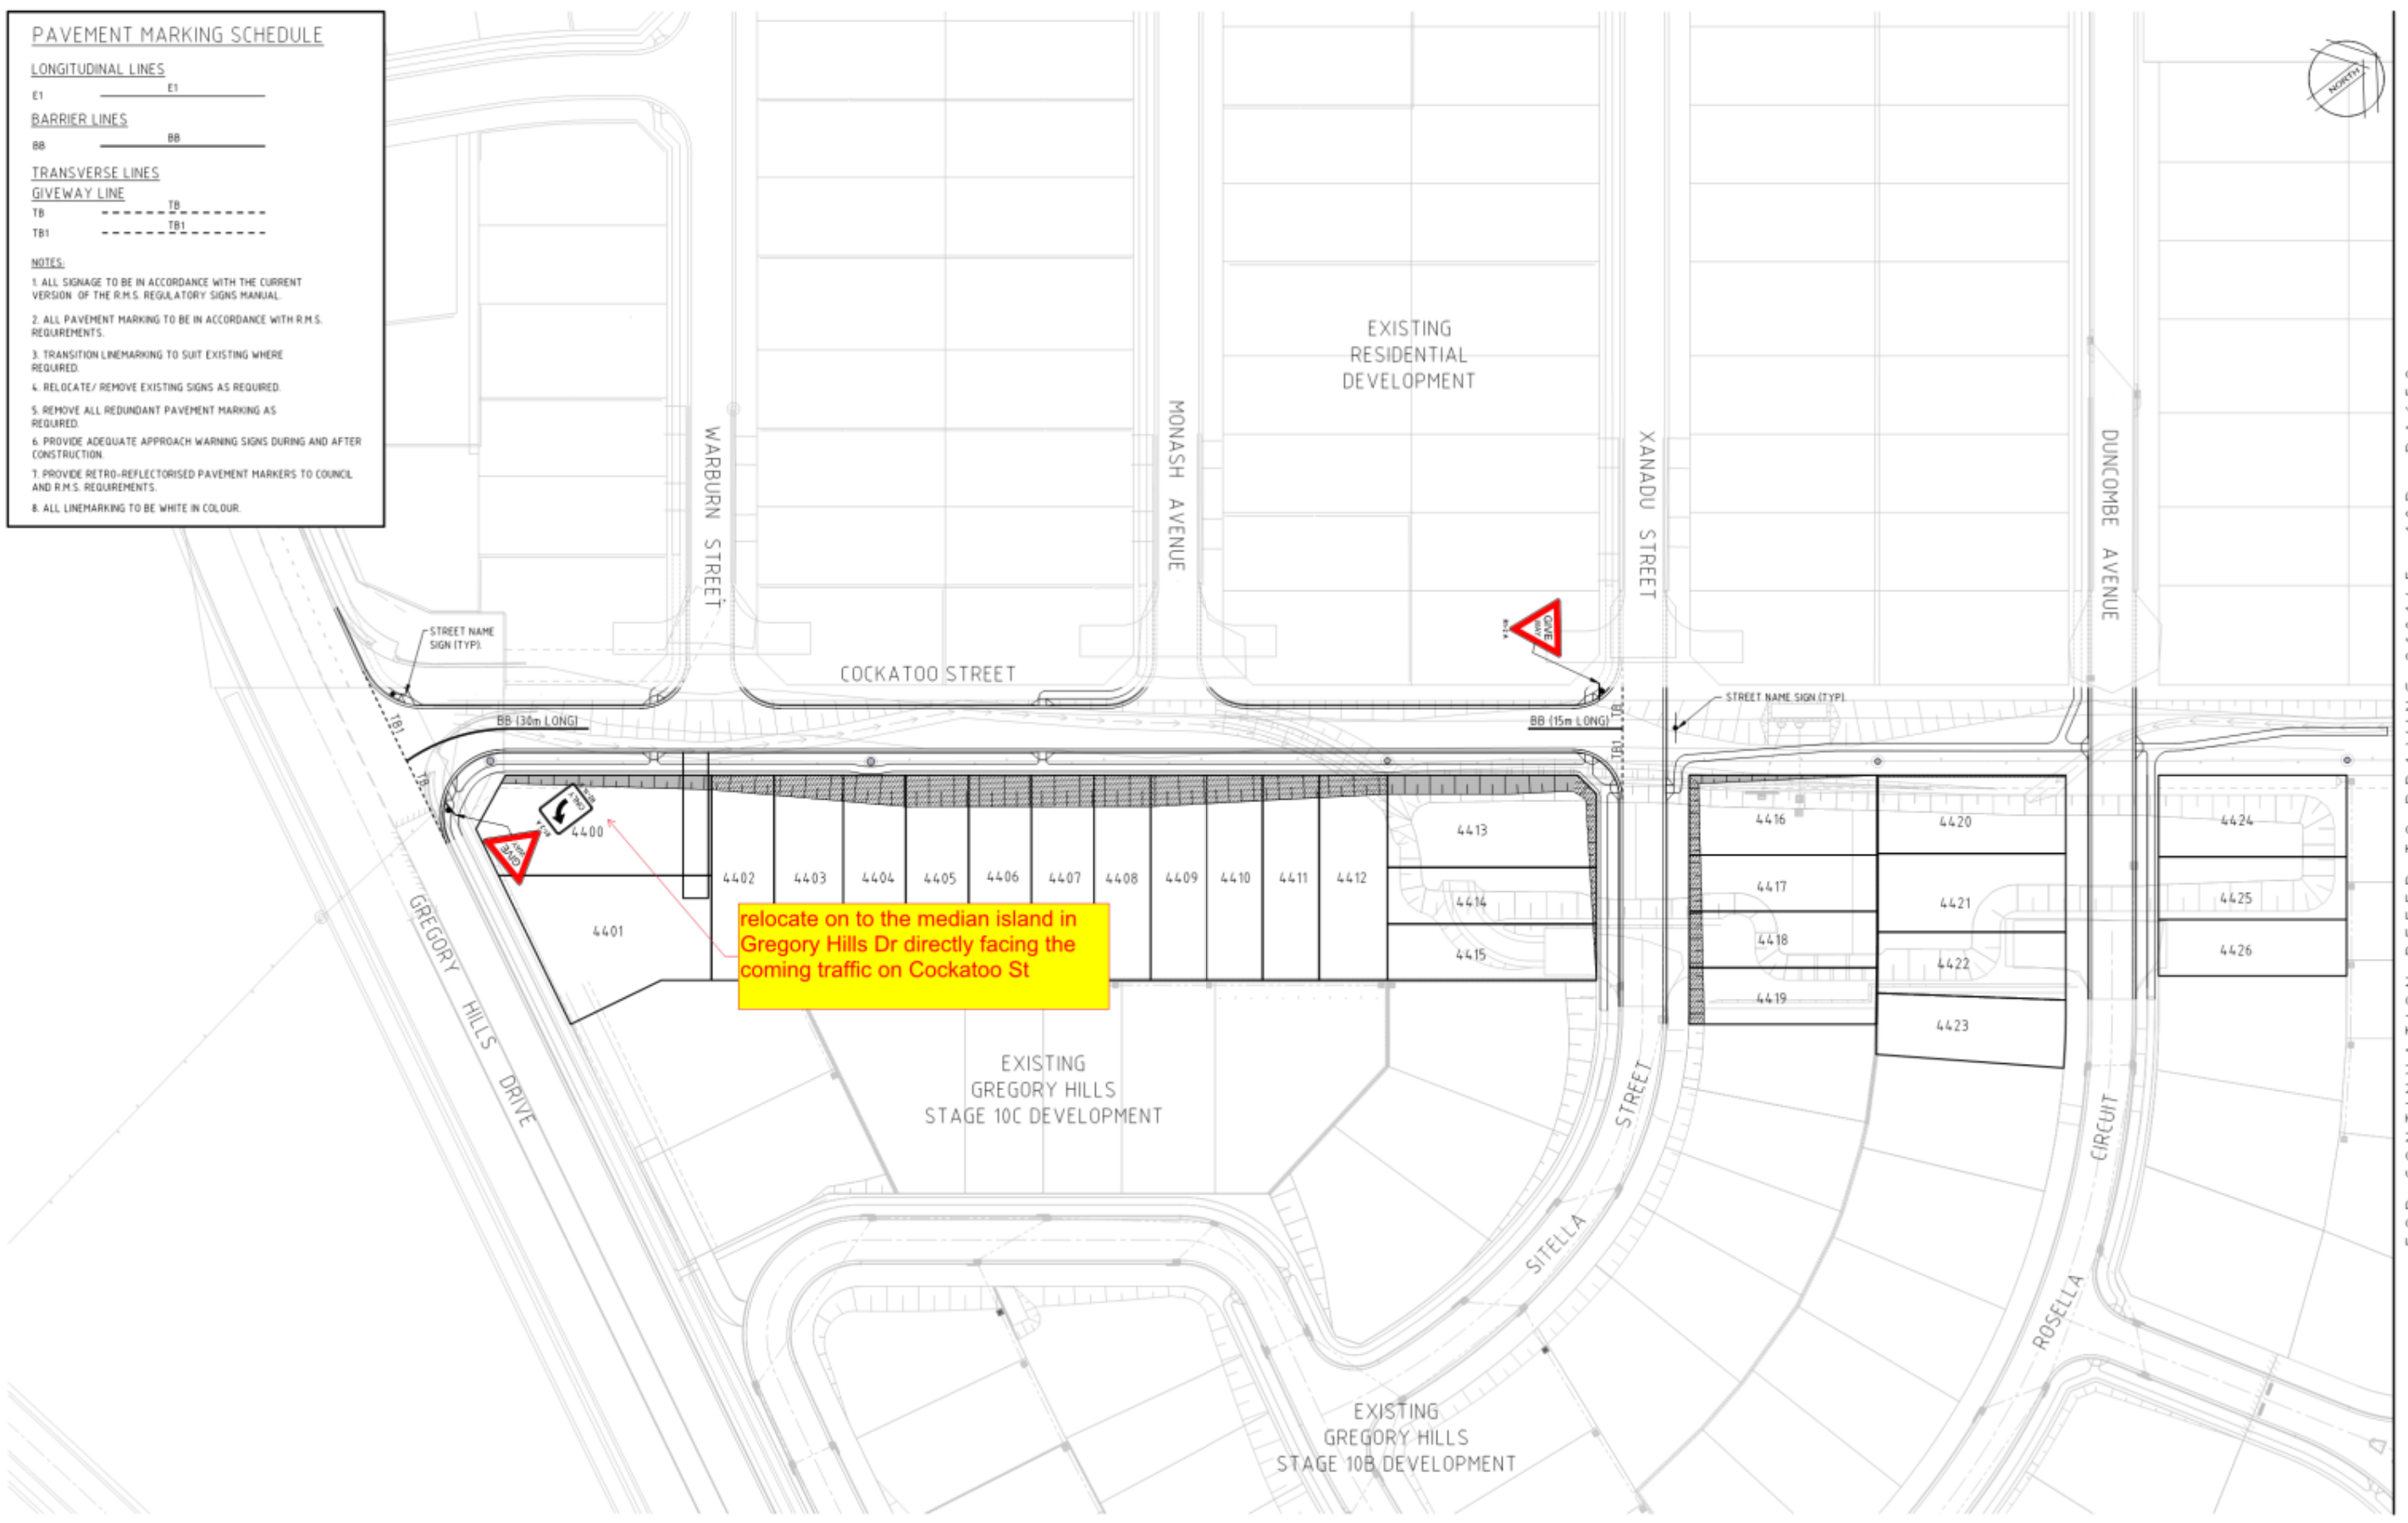 PAVEMENT MARKING SCHEDULE
LONGITUDINAL LINES
E1
E1
BARRIER LINES
BB
BB
TRANSVERSE LINES
GIVEWAY LINE
TB
TB
TB1
TB1
NOTES:
1. ALL SIGNAGE TO BE IN ACCORDANCE WITH THE CURRENT
VERSION OF THE R.M.S. REGULATORY SIGNS MANUAL.
2. ALL PAVEMENT MARKING TO BE IN ACCORDANCE WITH R.M.S.
REQUIREMENTS.
3. TRANSITION LINEMARKING TO SUIT EXISTING WHERE
REQUIRED.
4. RELOCATE/ REMOVE EXISTING SIGNS AS REQUIRED.
5. REMOVE ALL REDUNDANT PAVEMENT MARKING AS
REQUIRED.
6. PROVIDE ADEQUATE APPROACH WARNING SIGNS DURING AND AFTER
CONSTRUCTION.
7. PROVIDE RETRO-REFLECTORISED PAVEMENT MARKERS TO COUNCIL
AND R.M.S. REQUIREMENTS.
8. ALL LINEMARKING TO BE WHITE IN COLOUR.
NORTH
EXISTING
RESIDENTIAL
DEVELOPMENT
WARBURN STREET
MONASH AVENUE
XANADU STREET
DUNCOMBE AVENUE
STREET NAME
SIGN (TYP).
COCKATOO STREET
GIVE
WAY
STREET NAME SIGN (TYP).
BB (30m LONG)
BB (15m LONG)
TB
TB1
TB1
TB
ONLY
GIVE
WAY
4400
4401
4402
4403
4404
4405
4406
4407
4408
4409
4410
4411
4412
4413
4414
4415
4416
4417
4418
4419
4420
4421
4422
4423
4424
4425
4426
relocate on to the median island in
Gregory Hills Dr directly facing the
coming traffic on Cockatoo St
GREGORY HILLS DRIVE
EXISTING
GREGORY HILLS
STAGE 10C DEVELOPMENT
SITELLA STREET
ROSELLA CIRCUIT
EXISTING
GREGORY HILLS
STAGE 10B DEVELOPMENT